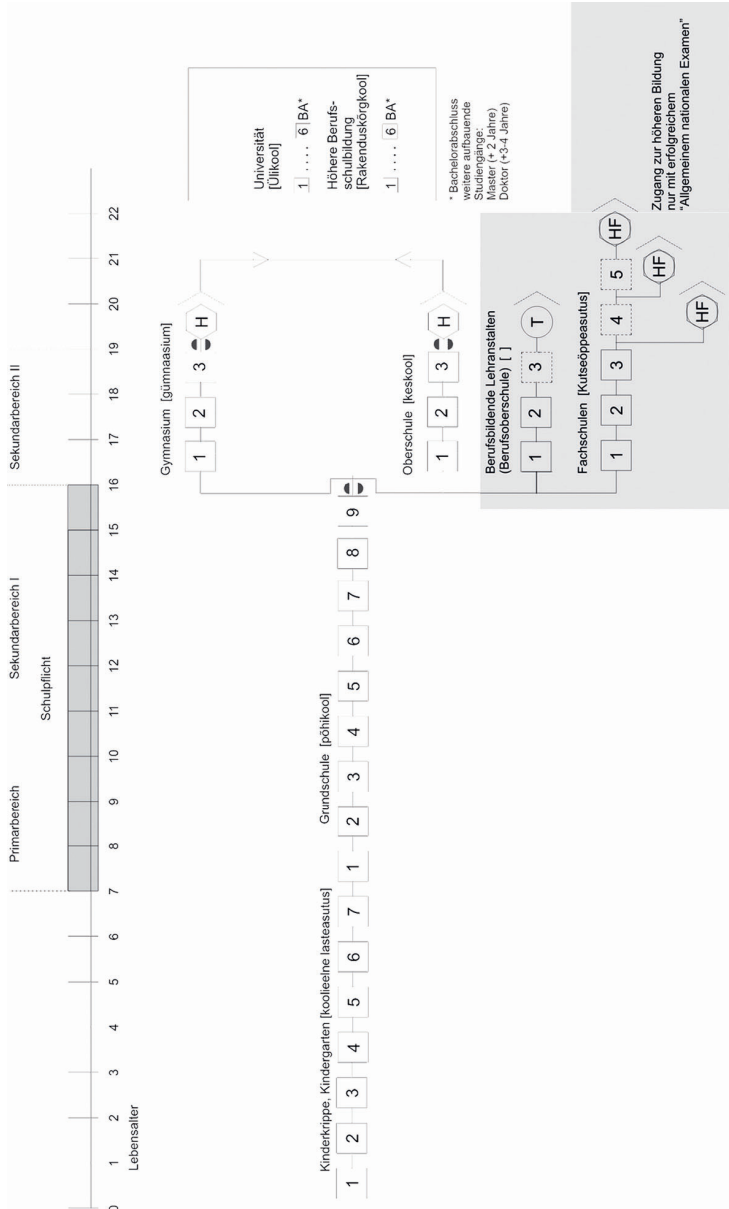 Primarbereich
Sekundarbereich I
Sekundarbereich II
Schulpflicht
0 1 2 3 4 5 6 7 8 9 10 11 12 13 14 15 16 17 18 19 20 21 22
Lebensalter
Gymnasium [gümnaasium]
1 2 3 H
Universität
[Ülikool]
1 .... 6 BA*
Höhere Berufs-
schulbildung
[Rakenduskörgkool]
1 .... 6 BA*
* Bachelorabschluss
weitere aufbauende
Studiengänge:
Master (+ 2 Jahre)
Doktor (+3-4 Jahre)
Kinderkrippe, Kindergarten [koolieelne lasteasutus]
1 2 3 4 5 6 7
Grundschule [pöhikool]
1 2 3 4 5 6 7 8 9
Oberschule [keskool]
1 2 3 H
Berufsbildende Lehranstalten
(Berufsoberschule) [ ]
1 2 3 T
Fachschulen [Kutseöppeasutus]
1 2 3 4 5 HF
HF
HF
Zugang zur höheren Bildung
nur mit erfolgreichem
"Allgemeinem nationalen Examen"